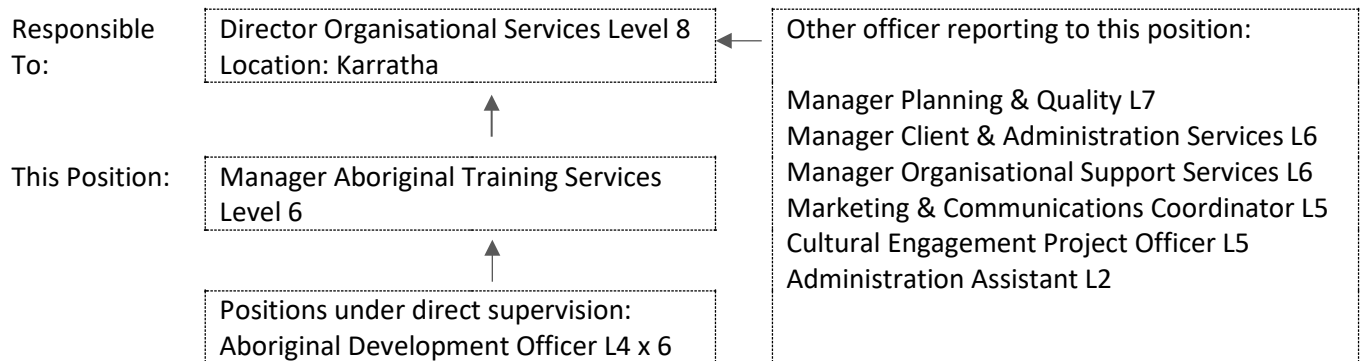 Responsible
To:
Director Organisational Services Level 8
Location: Karratha
Other officer reporting to this position:
Manager Planning & Quality L7
Manager Client & Administration Services L6
Manager Organisational Support Services L6
Marketing & Communications Coordinator L5
Cultural Engagement Project Officer L5
Administration Assistant L2
This Position:
Manager Aboriginal Training Services
Level 6
Positions under direct supervision:
Aboriginal Development Officer L4 x 6